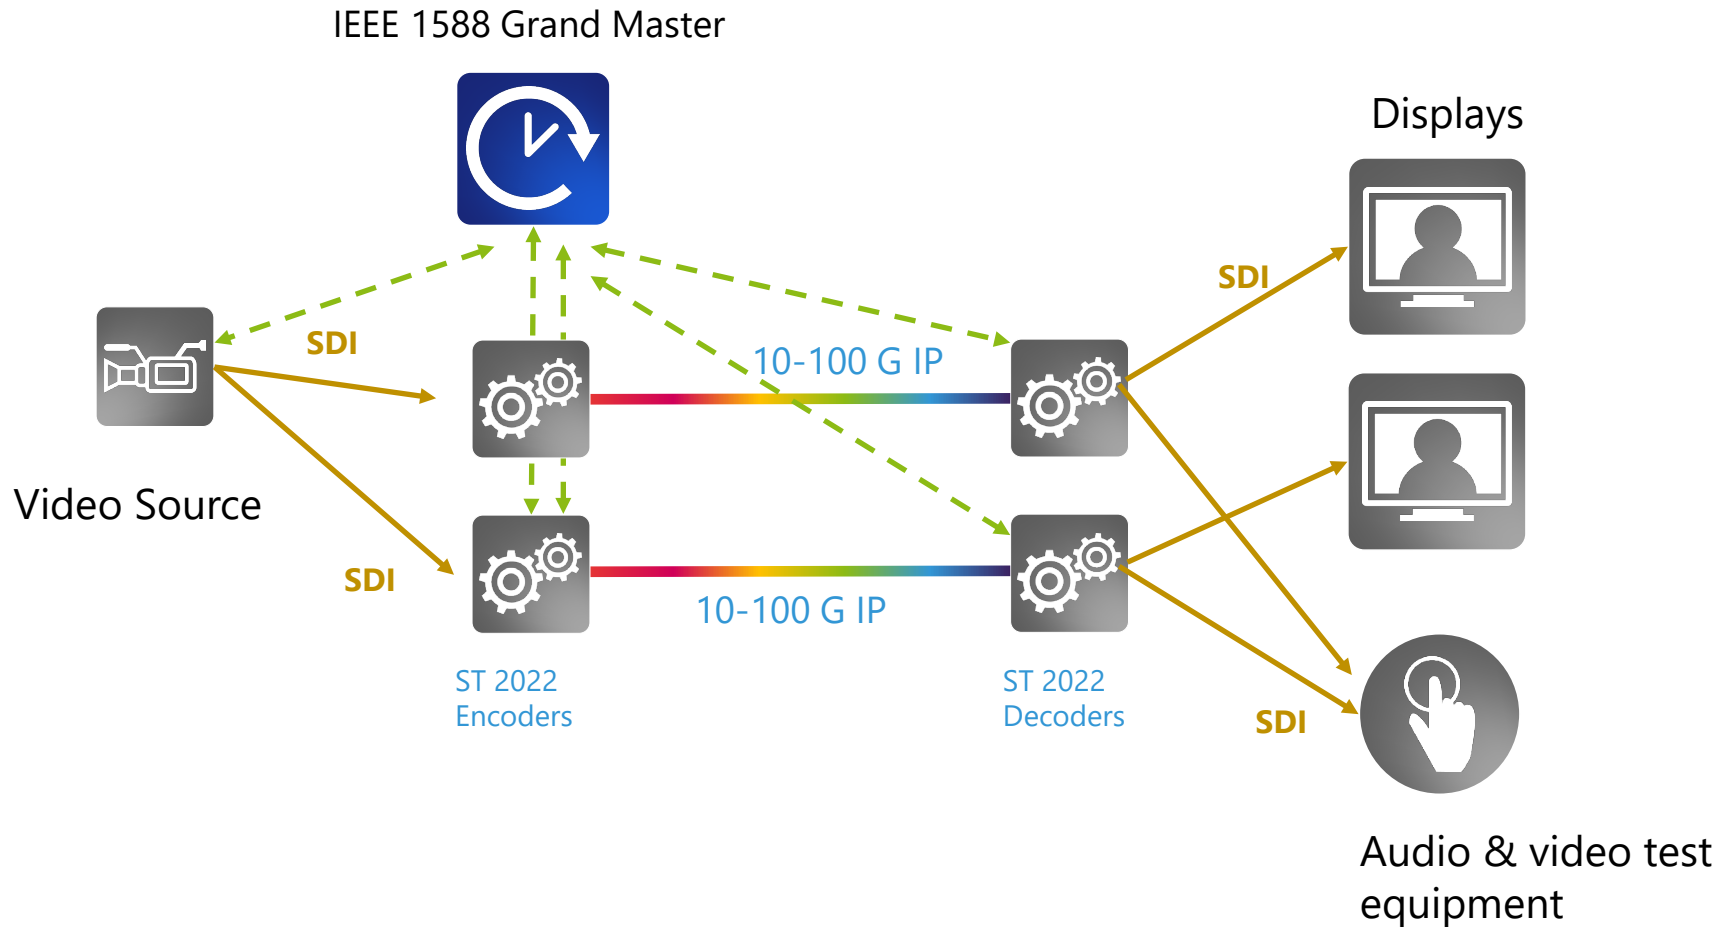 IEEE 1588 Grand Master
Displays
SDI
SDI
10-100 G IP
Video Source
SDI
10-100 G IP
ST 2022
Encoders
ST 2022
Decoders
SDI
Audio & video test
equipment